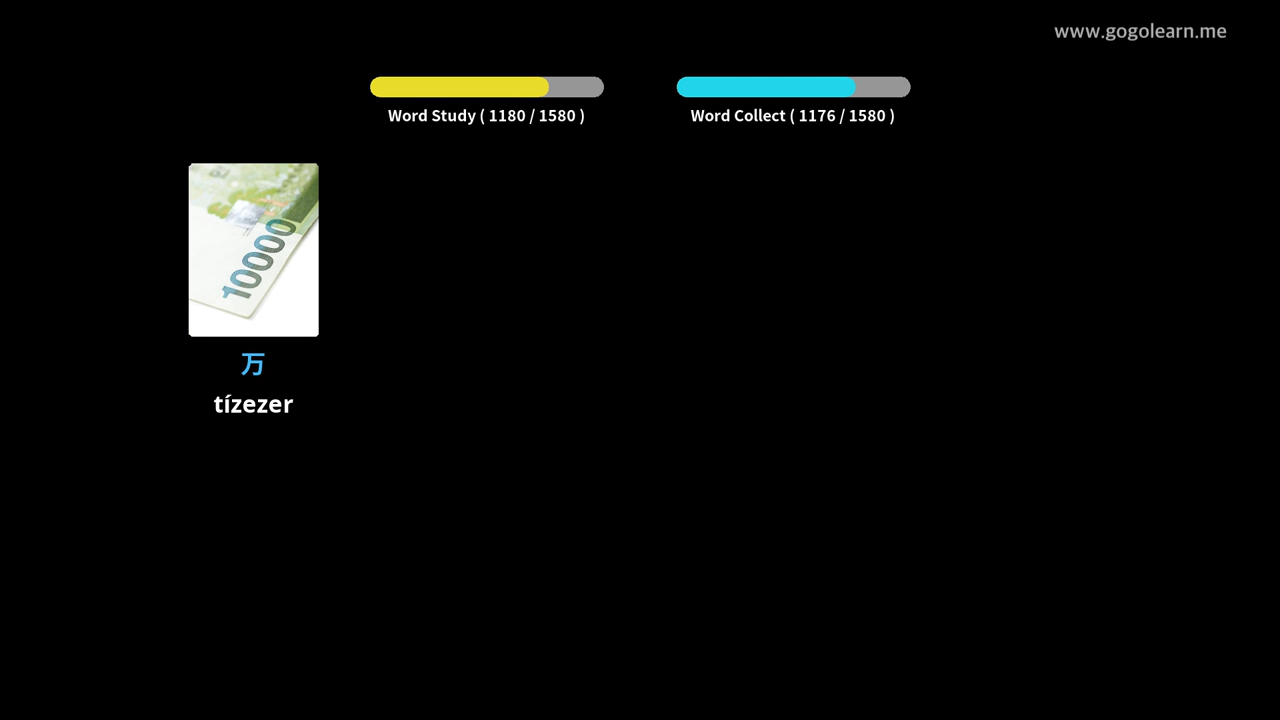 www.gogolearn.me
Word Study ( 1180 / 1580 )
Word Collect ( 1176 / 1580 )
10000
万
tízezer